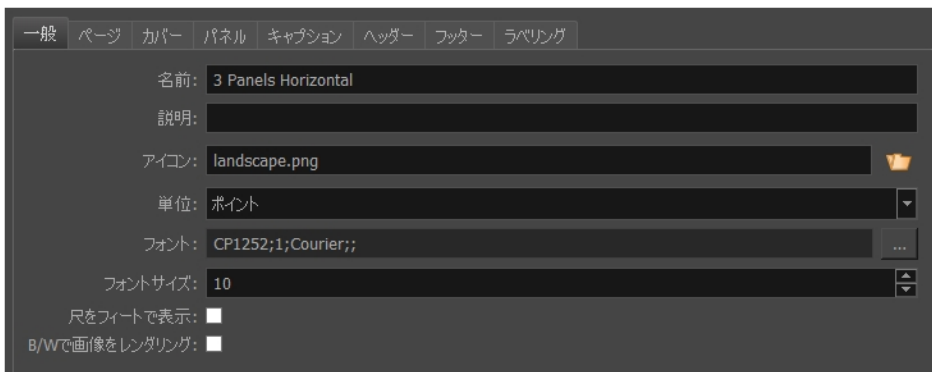 一般 ページ カバー パネル キャプション ヘッダー フッター ラベリング
名前: 3 Panels Horizontal
説明:
アイコン: landscape.png
単位: ポイント
フォント: CP1252;1;Courier;; ...
フォントサイズ: 10
尺をフィートで表示:
B/Wで画像をレンダリング: